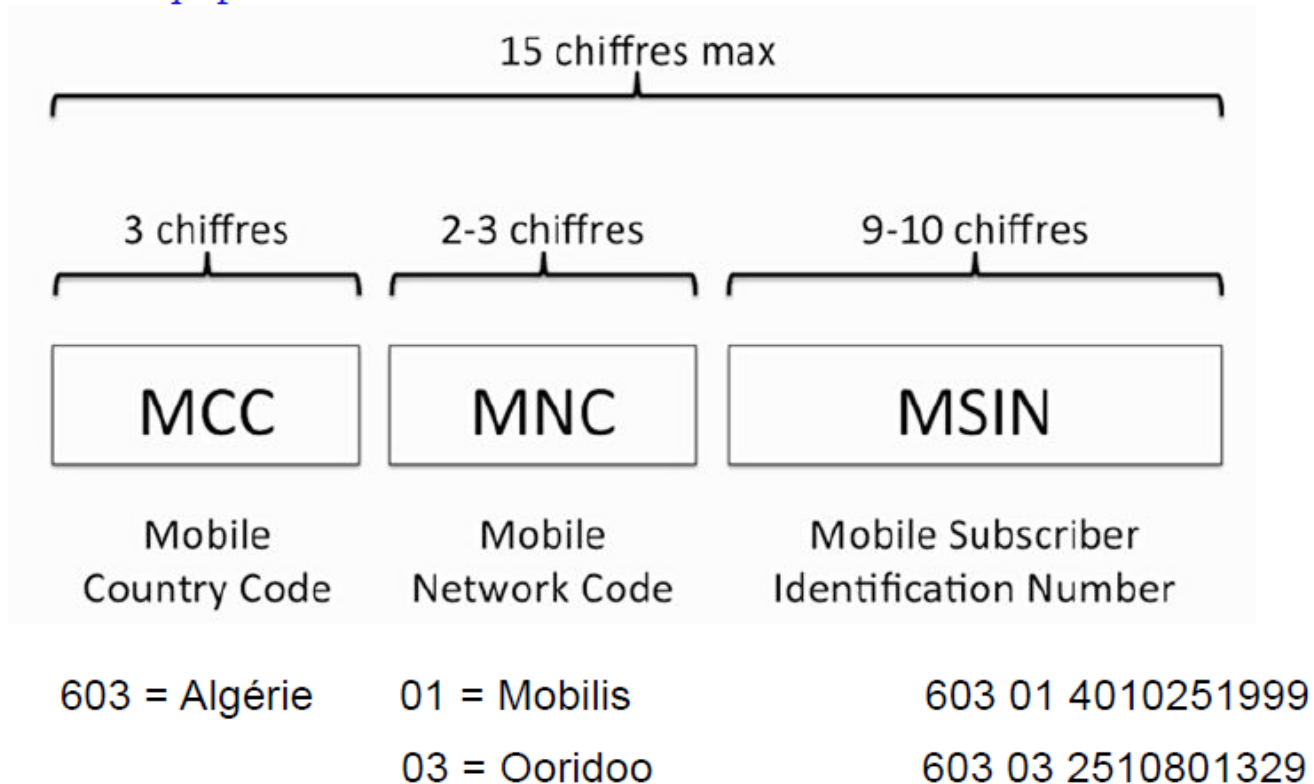 15 chiffres max
3 chiffres 2-3 chiffres 9-10 chiffres
MCC MNC MSIN
Mobile Mobile Mobile Subscriber
Country Code Network Code Identification Number
603 = Algérie 01 = Mobilis 603 01 4010251999
03 = Ooridoo 603 03 2510801329